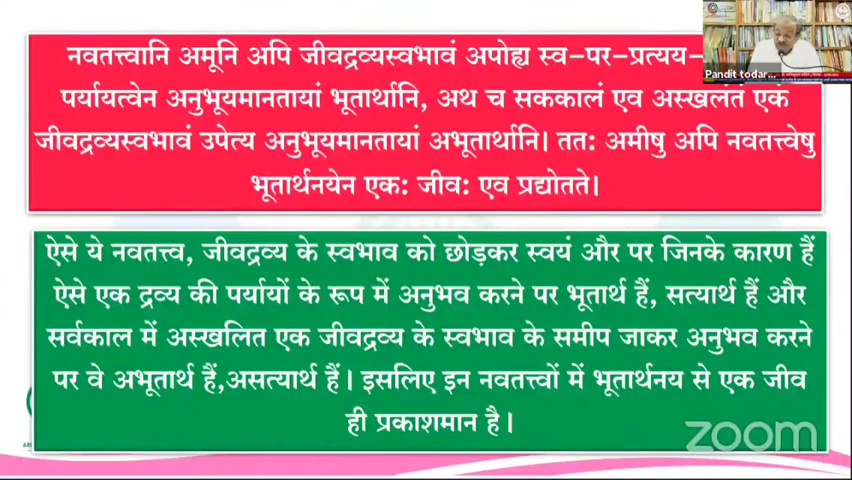 नवतत्त्वानि अमूनि अपि जीवद्रव्यस्वभावं अपोह्य स्व-पर-प्रत्यय-
पर्यायत्वेन अनुभूयमानतायां भूतार्थानि, अथ च सककालं एव अस्खलत एक
जीवद्रव्यस्वभावं उपेत्य अनुभूयमानतायां अभूतार्थानि। ततः अमीषु अपि नवतत्त्वेषु
भूतार्थनयेन एकः जीवः एव प्रद्योतते।
ऐसे ये नवतत्त्व, जीवद्रव्य के स्वभाव को छोड़कर स्वयं और पर जिनके कारण हैं
ऐसे एक द्रव्य की पर्यायों के रूप में अनुभव करने पर भूतार्थ हैं, सत्यार्थ हैं और
सर्वकाल में अस्खलित एक जीवद्रव्य के स्वभाव के समीप जाकर अनुभव करने
पर वे अभूतार्थ हैं,असत्यार्थ हैं। इसलिए इन नवतत्त्वों में भूतार्थनय से एक जीव
ही प्रकाशमान है।
Pandit todar...
zoom